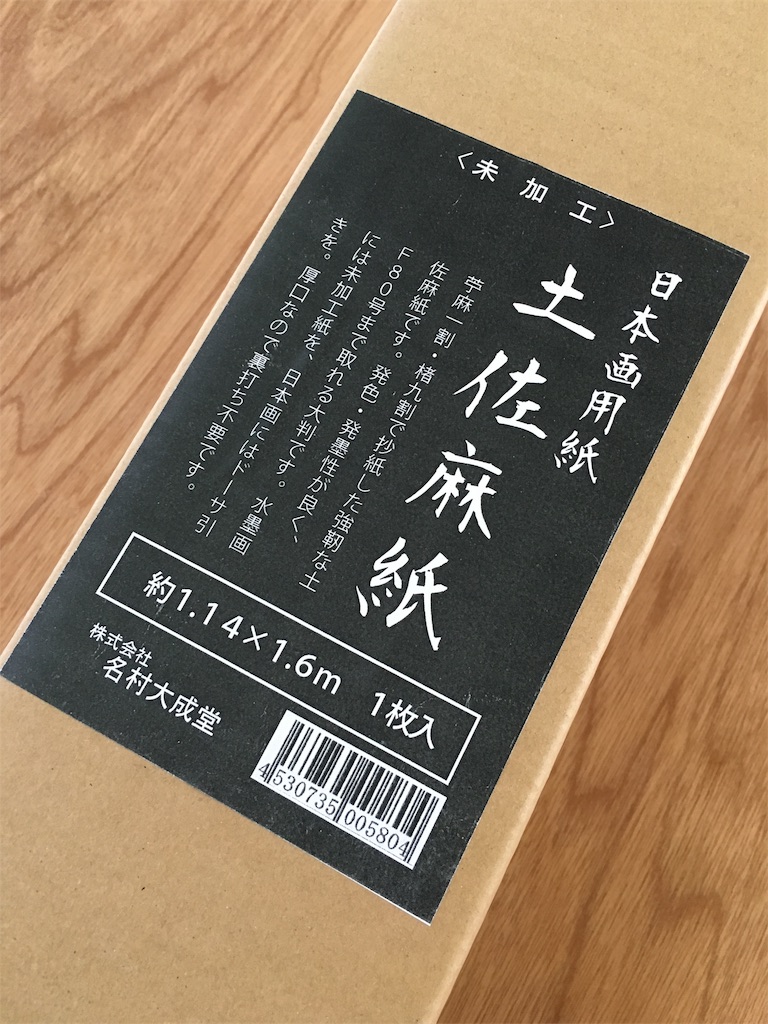 〈未加工〉
日本画用紙
土佐麻紙
苧麻一割・楮九割で抄紙した強靭な土
佐麻紙です。発色・発墨性が良く、
F80号まで取れる大判です。水墨画
には未加工紙を、日本画にはドーサ引
きを。厚口なので裏打ち不要です。
約1.14×1.6m 1枚入
株式会社
名村大成堂
4 530735 005804